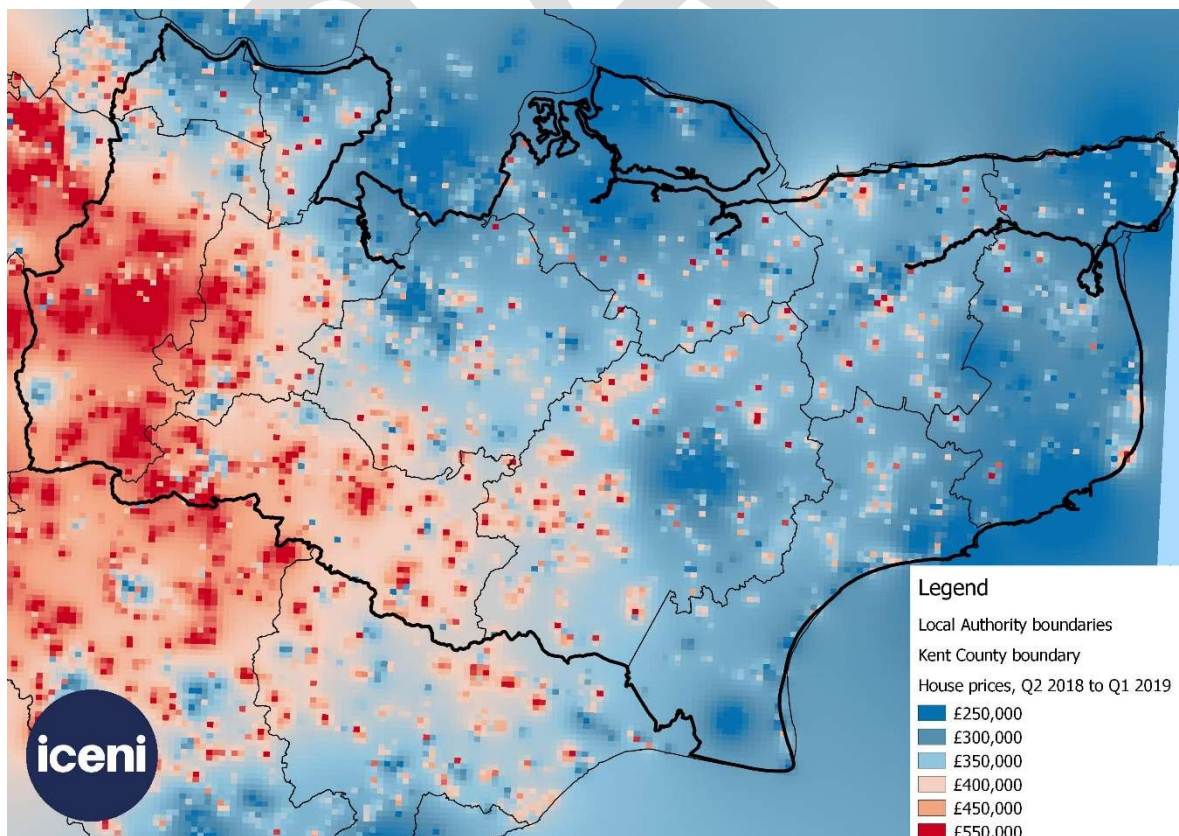 Legend
Local Authority boundaries
Kent County boundary
House prices, Q2 2018 to Q1 2019
£250,000
£300,000
£350,000
£400,000
£450,000
£550,000
iceni